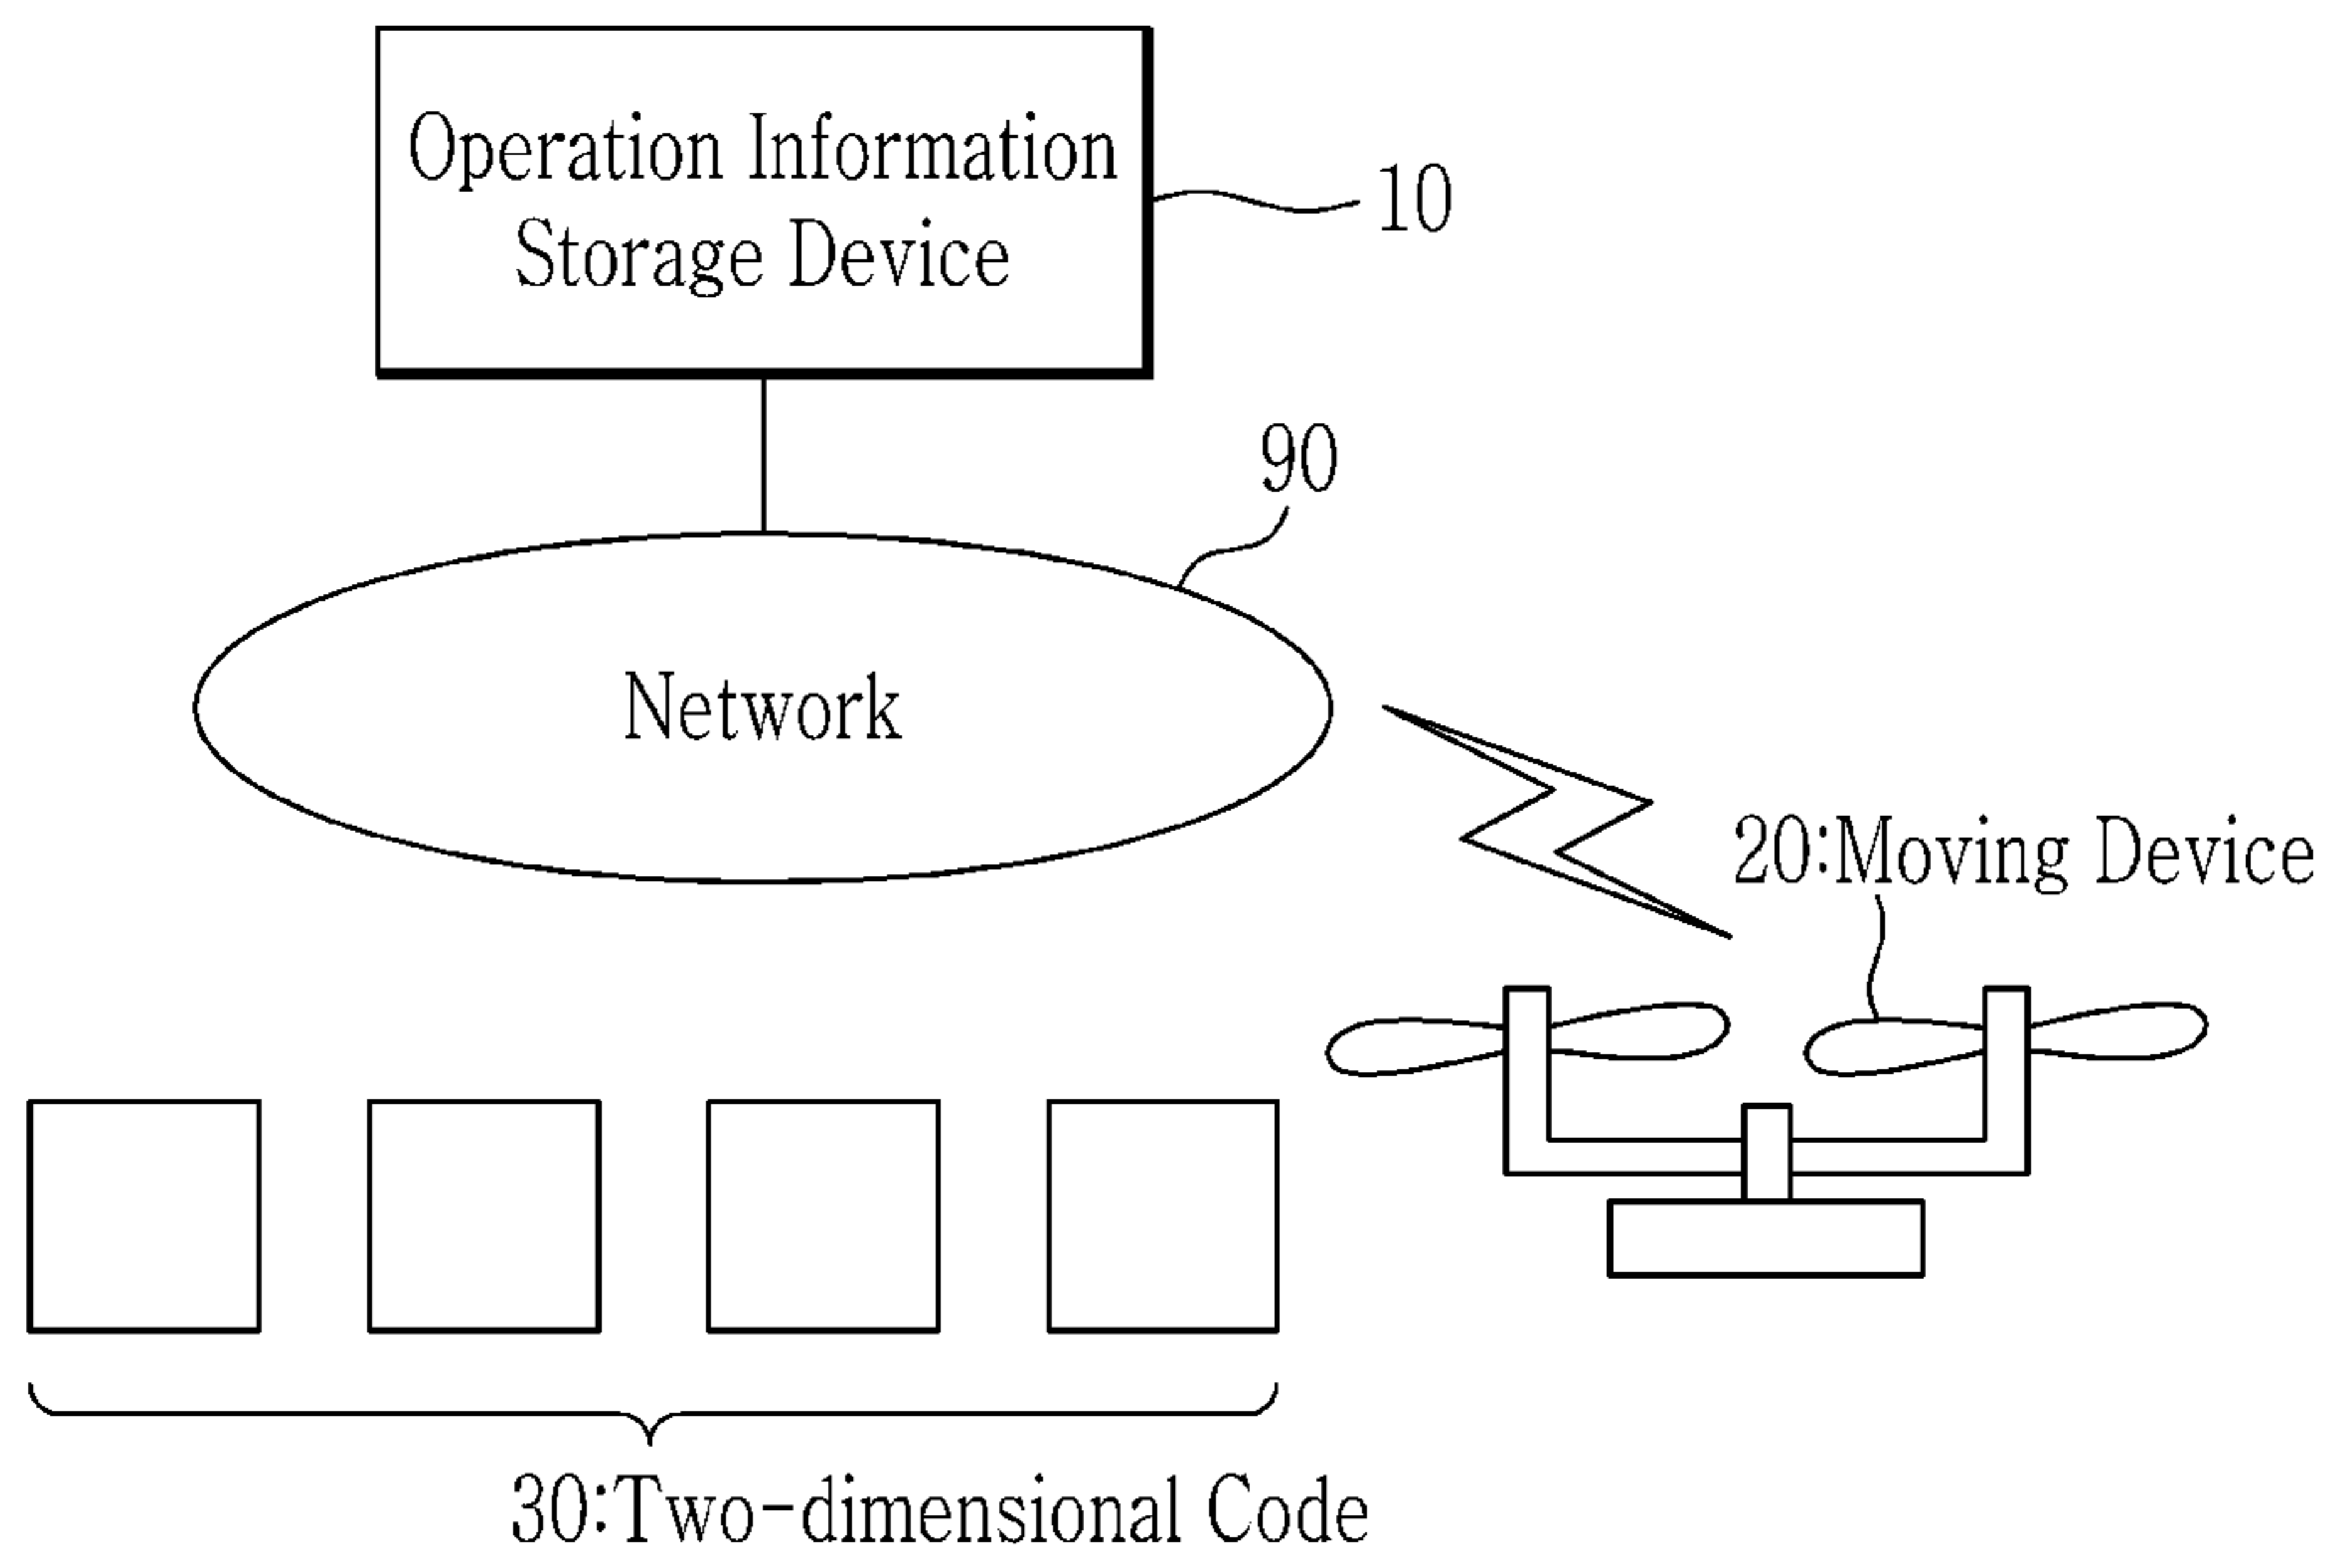 Operation Information
Storage Device
10
90
Network
20:Moving Device
30:Two-dimensional Code